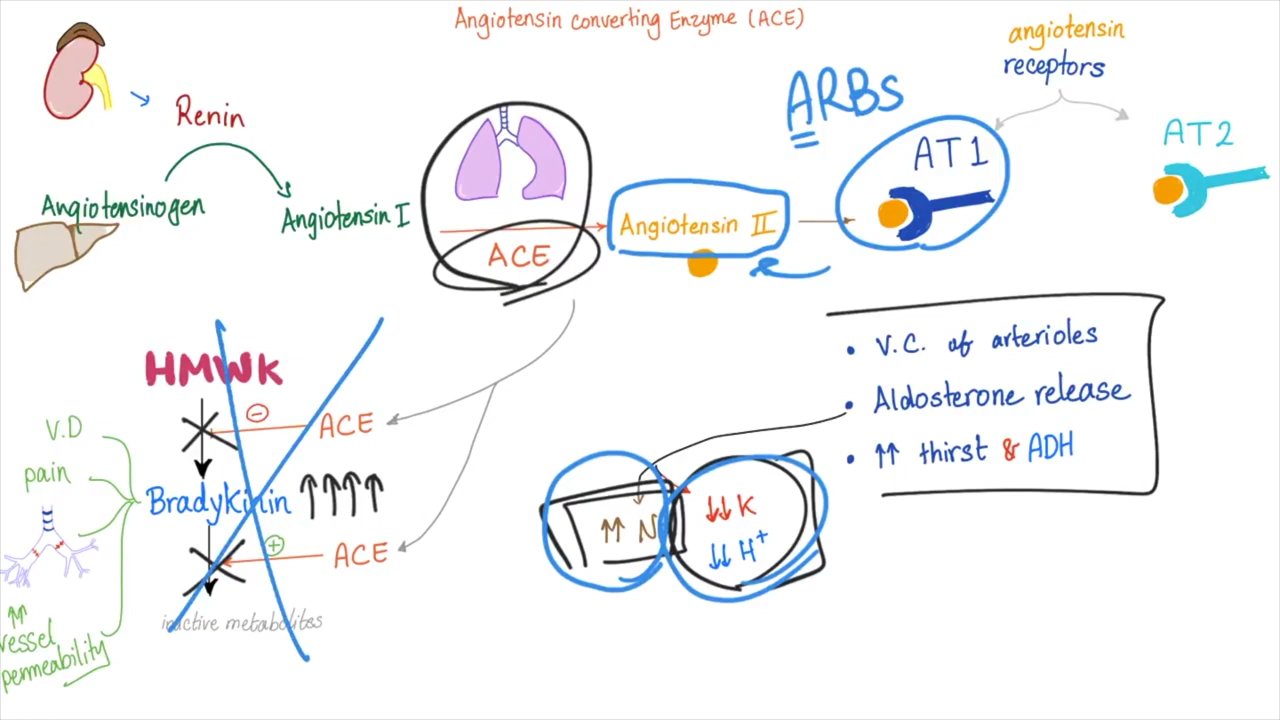 Angiotensin converting Enzyme (ACE)
angiotensin
receptors
ARBS
Renin
AT1
AT2
Angiotensinogen
Angiotensin I
ACE
Angiotensin II
HMWK
ACE
V.D
pain
Bradykinin
ACE
inactive metabolites
↑↑
vessel
permeability
• V.C. of arterioles
• Aldosterone release
• ↑↑ thirst & ADH
↑↑ N
↓↓ K
↓↓ H⁺